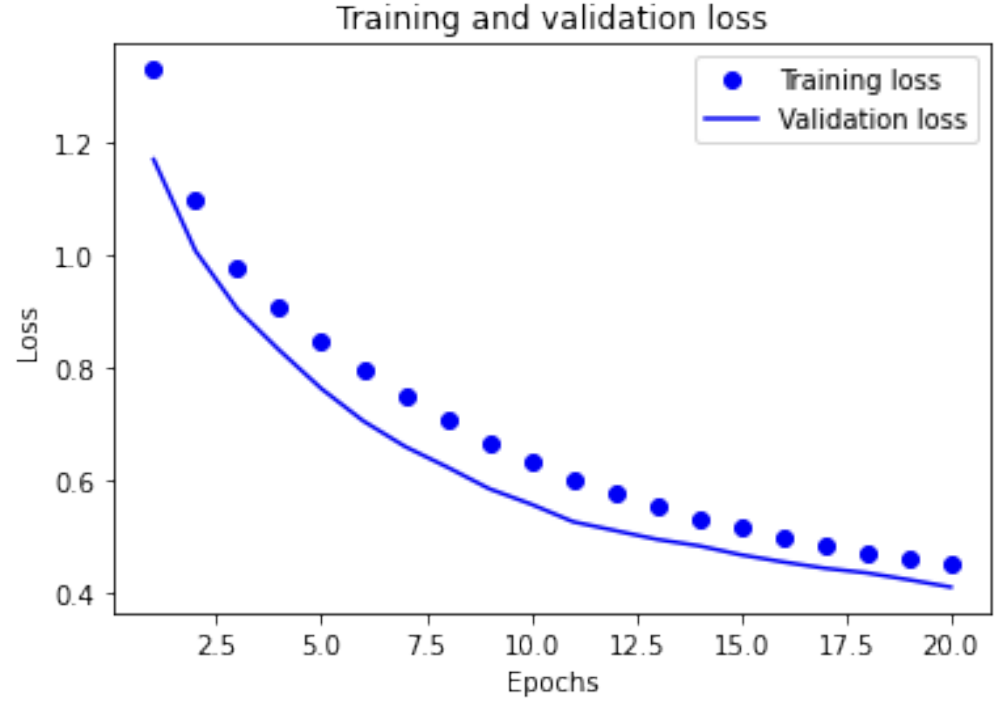 Training and validation loss
Training loss
Validation loss
1.2
1.0
0.8
0.6
0.4
Loss
2.5 5.0 7.5 10.0 12.5 15.0 17.5 20.0
Epochs